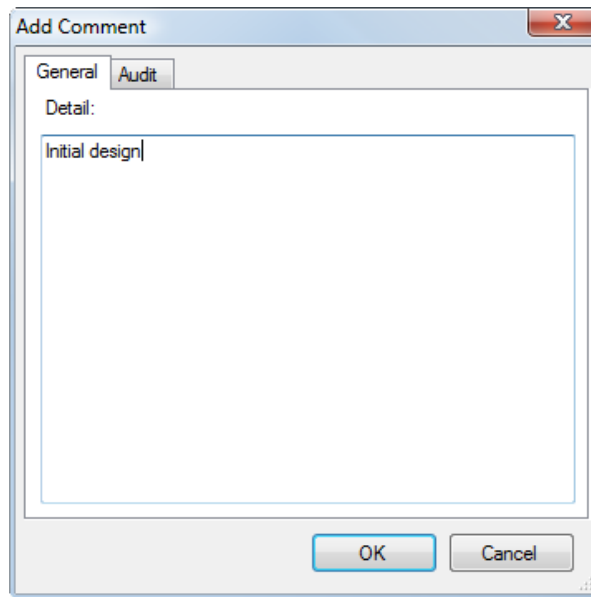 Add Comment
General Audit
Detail:
Initial design
OK Cancel